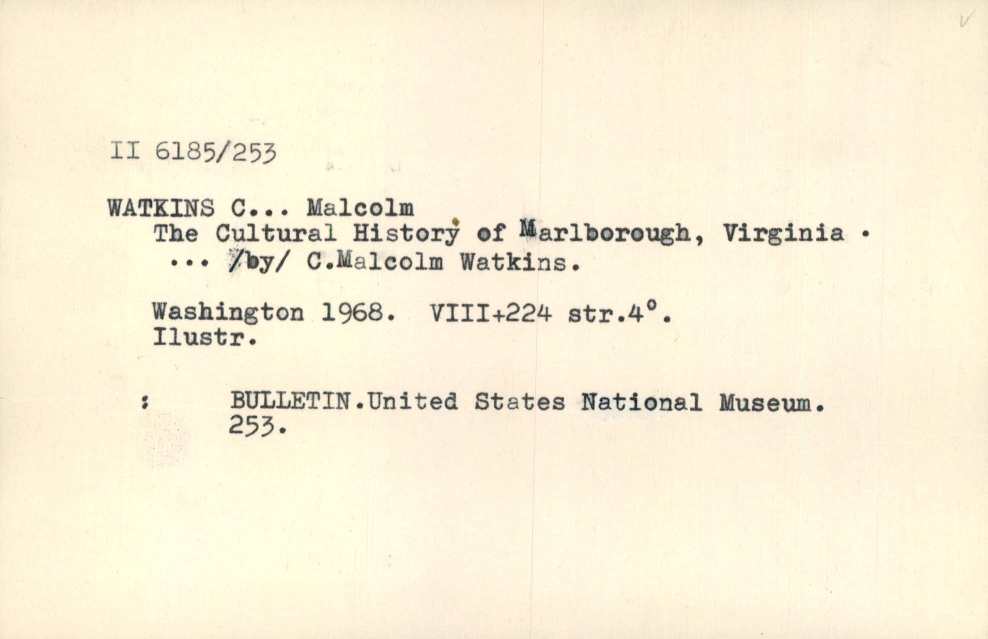 II 6185/253
WATKINS C... Malcolm
The Cultural History of Marlborough, Virginia .
... /by/ C.Malcolm Watkins.
Washington 1968. VIII+224 str.4°.
Ilustr.
: BULLETIN.United States National Museum.
253.